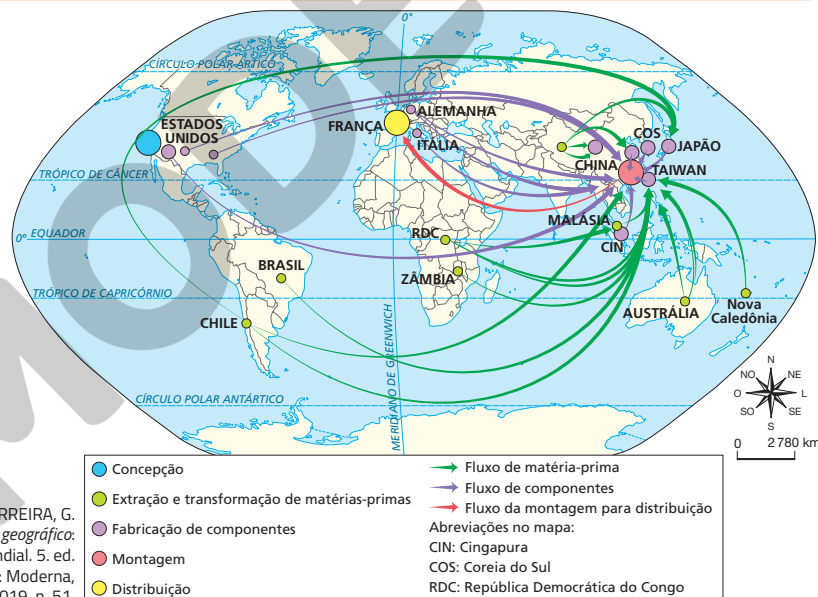 0°
CÍRCULO POLAR ÁRTICO
ESTADOS
UNIDOS
ALEMANHA
FRANÇA
ITÁLIA
COS
JAPÃO
CHINA
TAIWAN
TRÓPICO DE CÂNCER
MALÁSIA
CIN
RDC
0° EQUADOR
BRASIL
ZÂMBIA
TRÓPICO DE CAPRICÓRNIO
CHILE
AUSTRÁLIA
Nova
Caledônia
MERIDIANO DE GREENWICH
CÍRCULO POLAR ANTÁRTICO
N
NO NE
O L
SO SE
S
0 2 780 km
Concepção
Extração e transformação de matérias-primas
Fabricação de componentes
Montagem
Distribuição
Fluxo de matéria-prima
Fluxo de componentes
Fluxo da montagem para distribuição
Abreviações no mapa:
CIN: Cingapura
COS: Coreia do Sul
RDC: República Democrática do Congo
RREIRA, G.
geográfico:
ndial. 5. ed.
: Moderna,
019. p. 51.
MODE